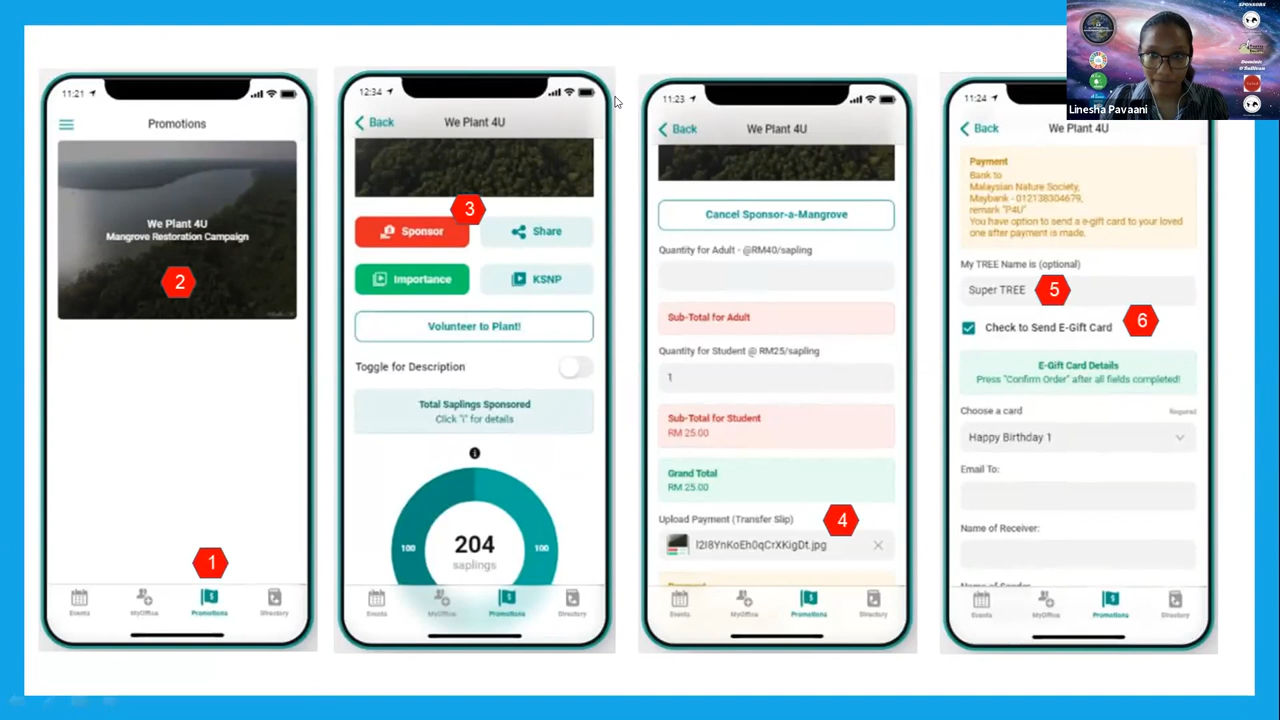 11:21
Promotions
We Plant 4U
Mangrove Restoration Campaign
2
1
Events
MyOffice
Promotions
Directory
12:34
Back
We Plant 4U
3
Sponsor
Share
Importance
KSNP
Volunteer to Plant!
Toggle for Description
Total Saplings Sponsored
Click "i" for details
100
204
100
saplings
Events
MyOffice
Promotions
Directory
11:23
Back
We Plant 4U
Cancel Sponsor-a-Mangrove
Quantity for Adult - @RM40/sapling
Sub-Total for Adult
Quantity for Student @ RM25/sapling
1
Sub-Total for Student
RM 25.00
Grand Total
RM 25.00
Upload Payment (Transfer Slip)
4
l2I8YnKoEh0qCrXKigDt.jpg
Events
MyOffice
Promotions
Directory
11:24
Back
We Plant 4U
Payment
Bank to
Malaysian Nature Society,
Maybank - 012138304679,
remark "P4U"
You have option to send a e-gift card to your loved
one after payment is made.
My TREE Name is (optional)
Super TREE
5
Check to Send E-Gift Card
6
E-Gift Card Details
Press "Confirm Order" after all fields completed!
Choose a card
Required
Happy Birthday 1
Email To:
Name of Receiver:
Name of Sender
Events
MyOffice
Promotions
Directory
SPONSORS
Dominic
O'Sullivan
Linesha Pavaani